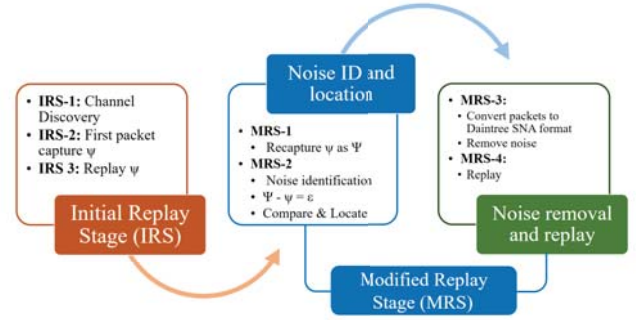 • IRS-1: Channel
Discovery
• IRS-2: First packet
capture ψ
• IRS 3: Replay ψ
Initial Replay
Stage (IRS)
Noise ID and
location
• MRS-1
• Recapture ψ as Ψ
• MRS-2
• Noise identification
• Ψ - ψ = ε
• Compare & Locate
• MRS-3:
• Convert packets to
Daintree SNA format
• Remove noise
• MRS-4:
• Replay
Noise removal
and replay
Modified Replay
Stage (MRS)